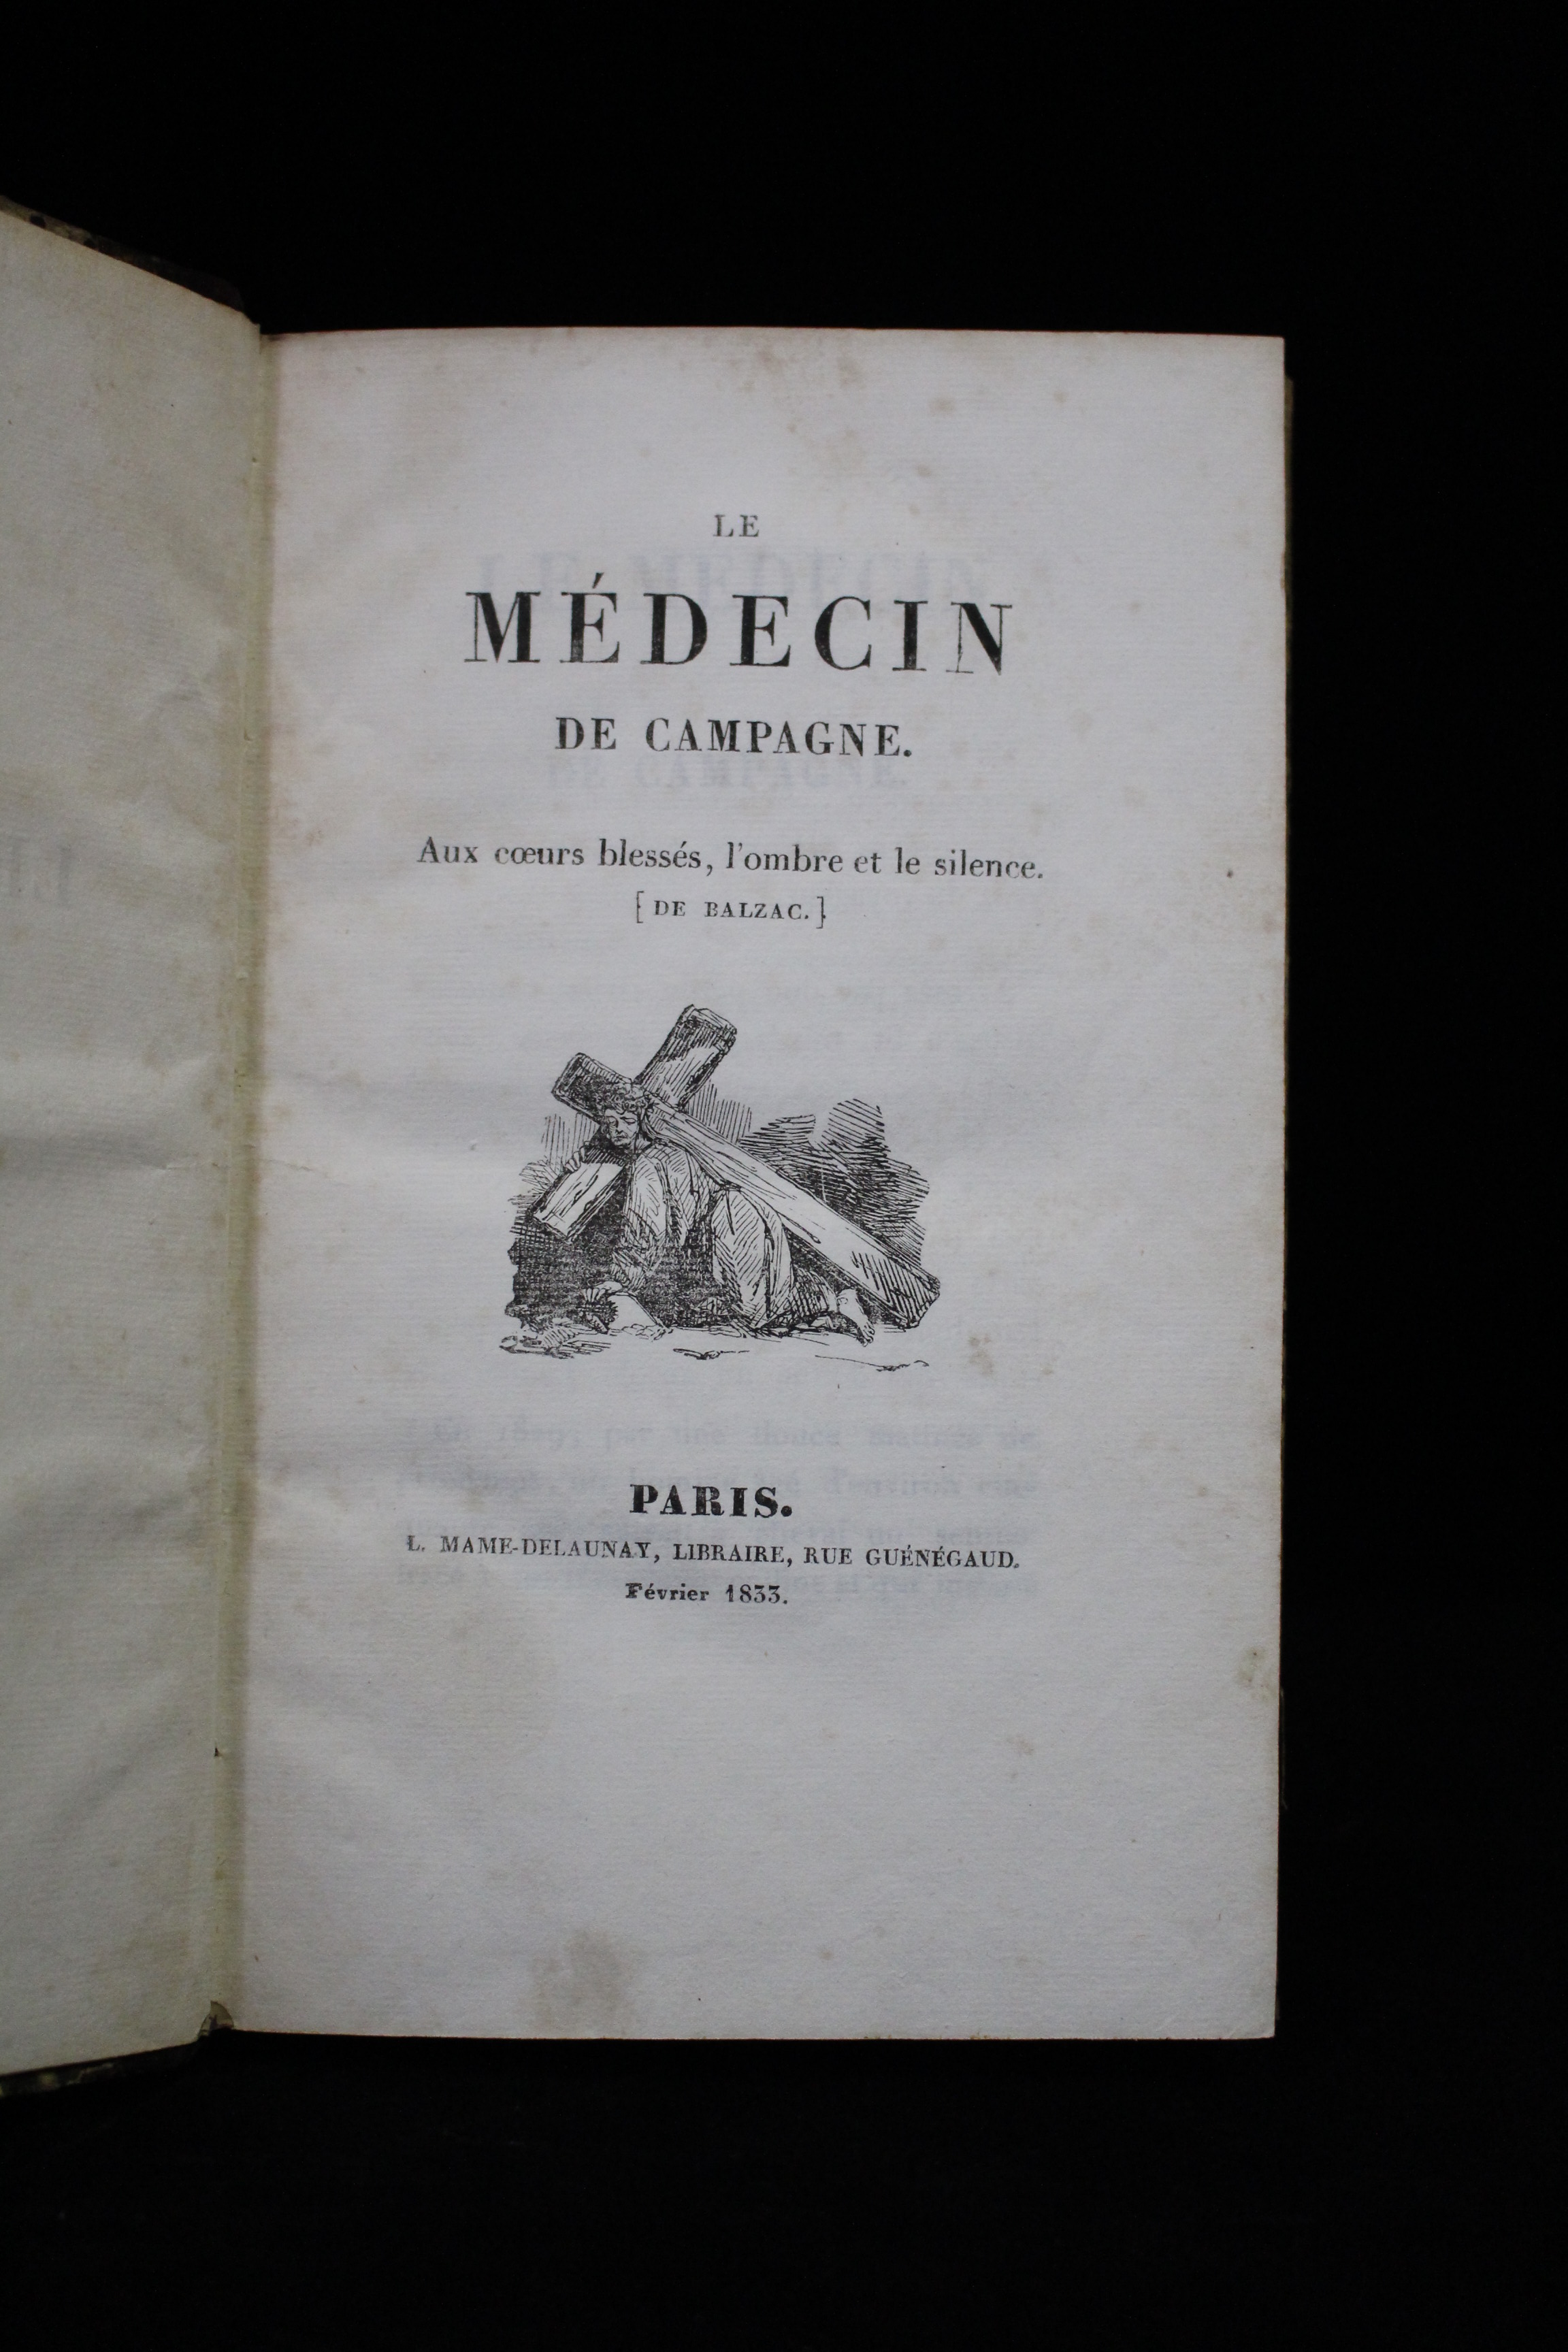 LE
MÉDECIN
DE CAMPAGNE.
Aux cœurs blessés, l'ombre et le silence.
[DE BALZAC.]
PARIS.
L. MAME-DELAUNAY, LIBRAIRE, RUE GUÉNÉGAUD.
Février 1833.